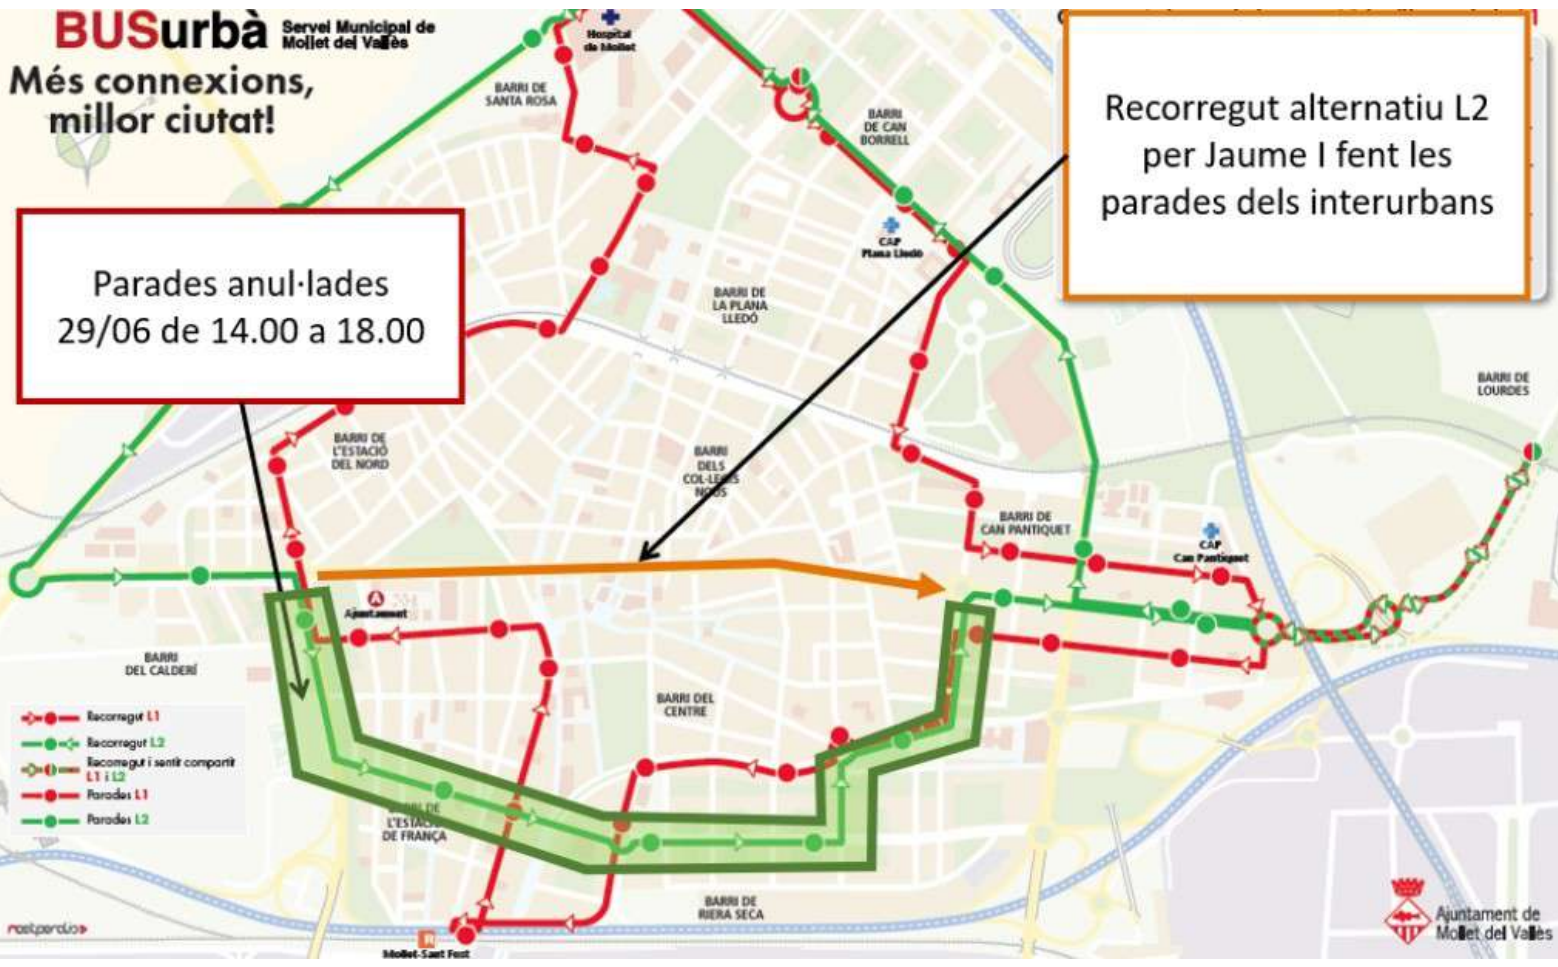 BUSurbà
Servei Municipal de
Mollet del Vallès
Més connexions,
millor ciutat!
Hospital
de Mollet
BARRI DE
SANTA ROSA
BARRI
DE CAN
BORRELL
Recorregut alternatiu L2
per Jaume I fent les
parades dels interurbans
CAP
Plana Lledó
Parades anul·lades
29/06 de 14.00 a 18.00
BARRI DE
LA PLANA
LLEDÓ
BARRI DE
LOURDES
BARRI DE
L'ESTACIÓ
DEL NORD
BARRI
DELS
COL·LEGIS
NOUS
BARRI DE
CAN PANTIQUET
CAP
Can Pantiquet
A
Ajuntament
BARRI
DEL CALDERÍ
BARRI DEL
CENTRE
Recorregut L1
Recorregut L2
Recorregut i sentit compartit
L1 i L2
Parades L1
Parades L2
BARRI DE
L'ESTACIÓ
DE FRANÇA
BARRI DE
RIERA SECA
R
Mollet-Sant Fost
Ajuntament de
Mollet del Vallès